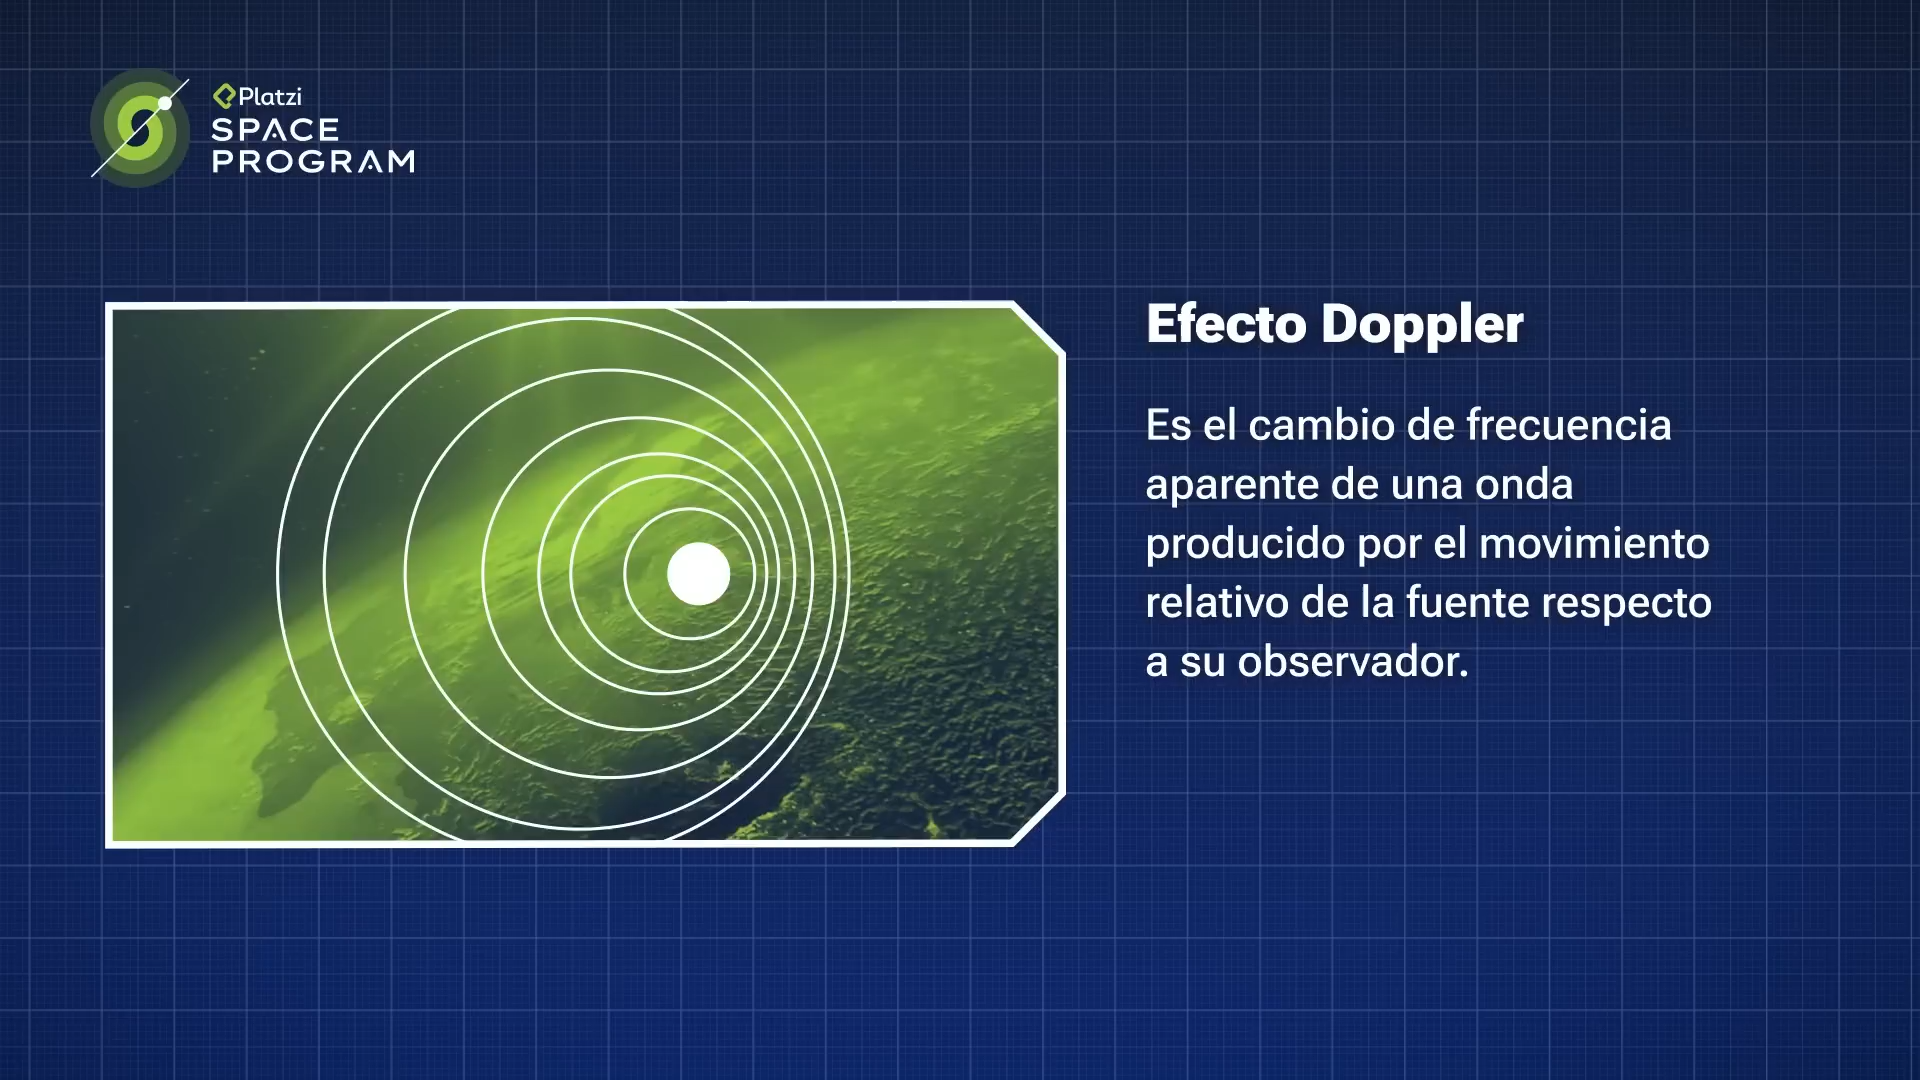 Platzi
SPACE
PROGRAM
Efecto Doppler
Es el cambio de frecuencia
aparente de una onda
producido por el movimiento
relativo de la fuente respecto
a su observador.